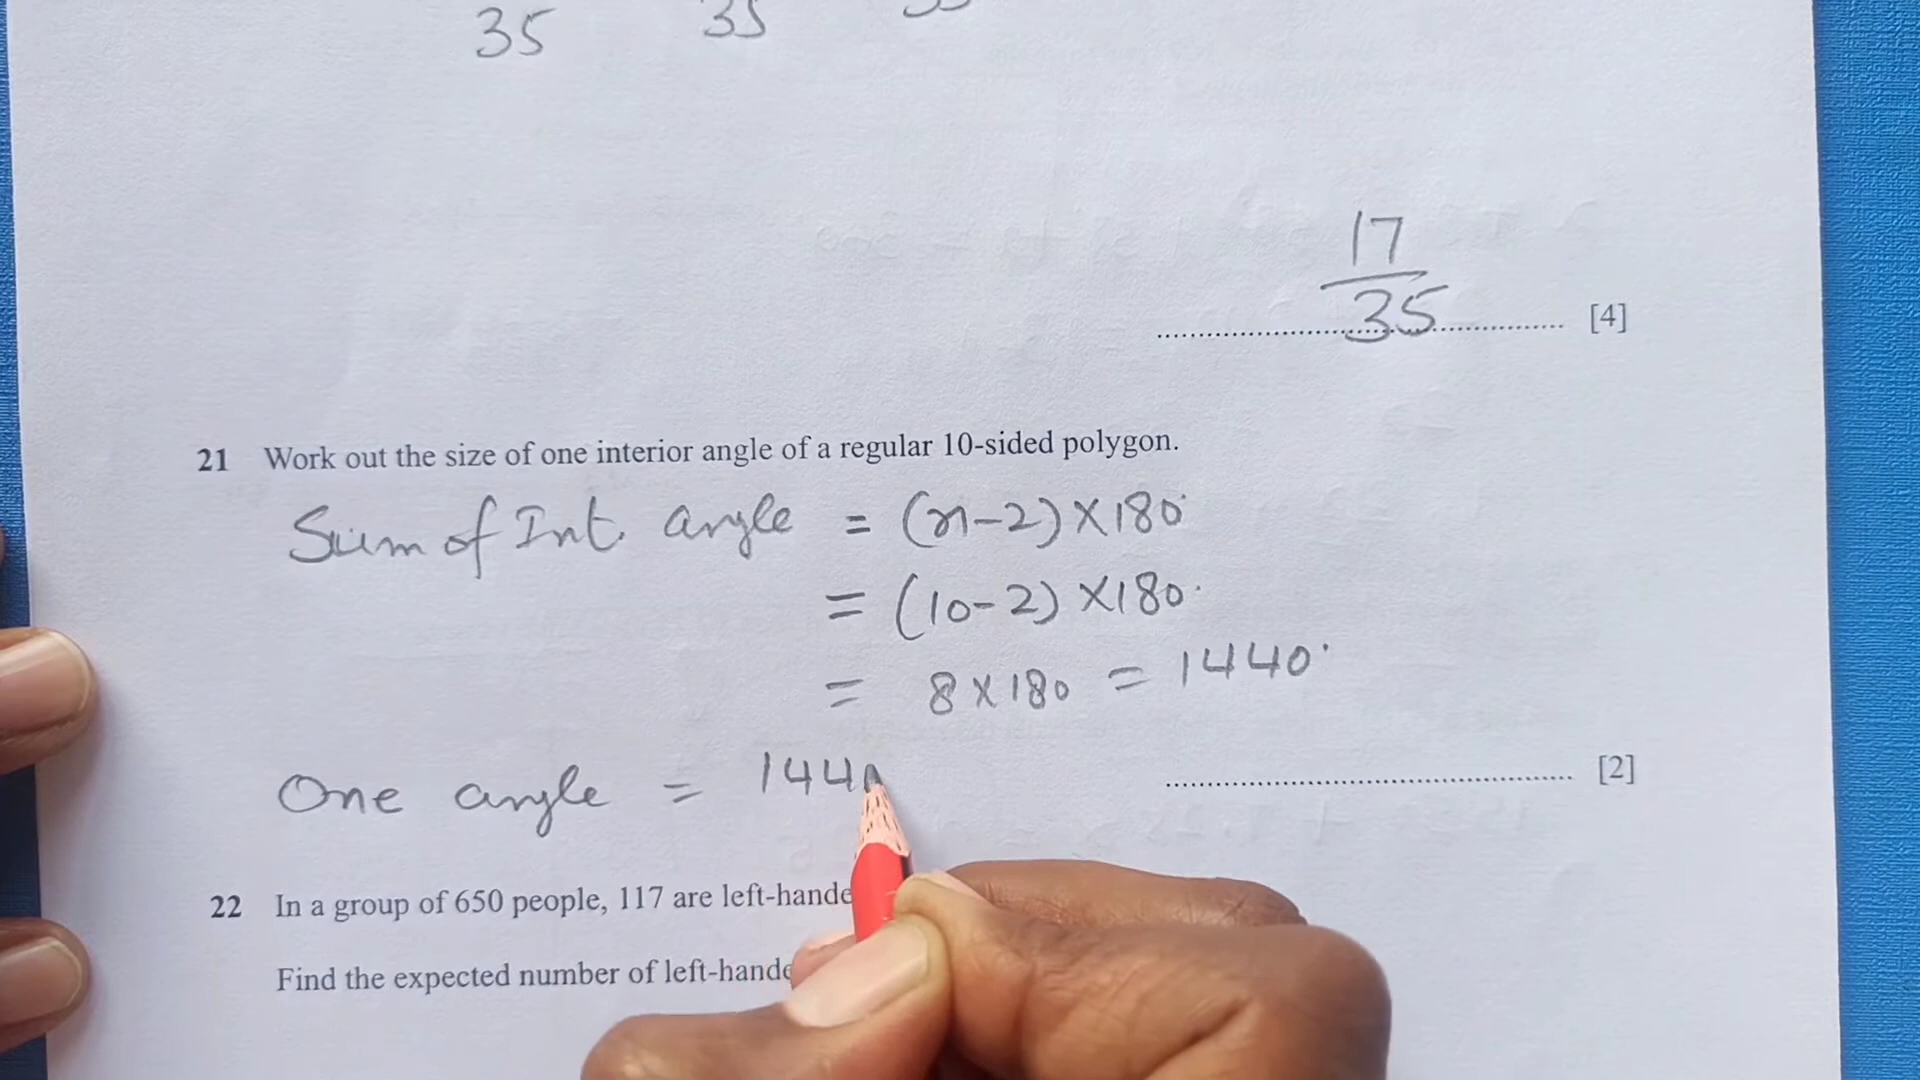 35 35
17
35
[4]
21 Work out the size of one interior angle of a regular 10-sided polygon.
Sum of Int. angle = (n-2)×180°
= (10-2)×180°
= 8×180 = 1440°
One angle = 144
[2]
22 In a group of 650 people, 117 are left-hande
Find the expected number of left-hande